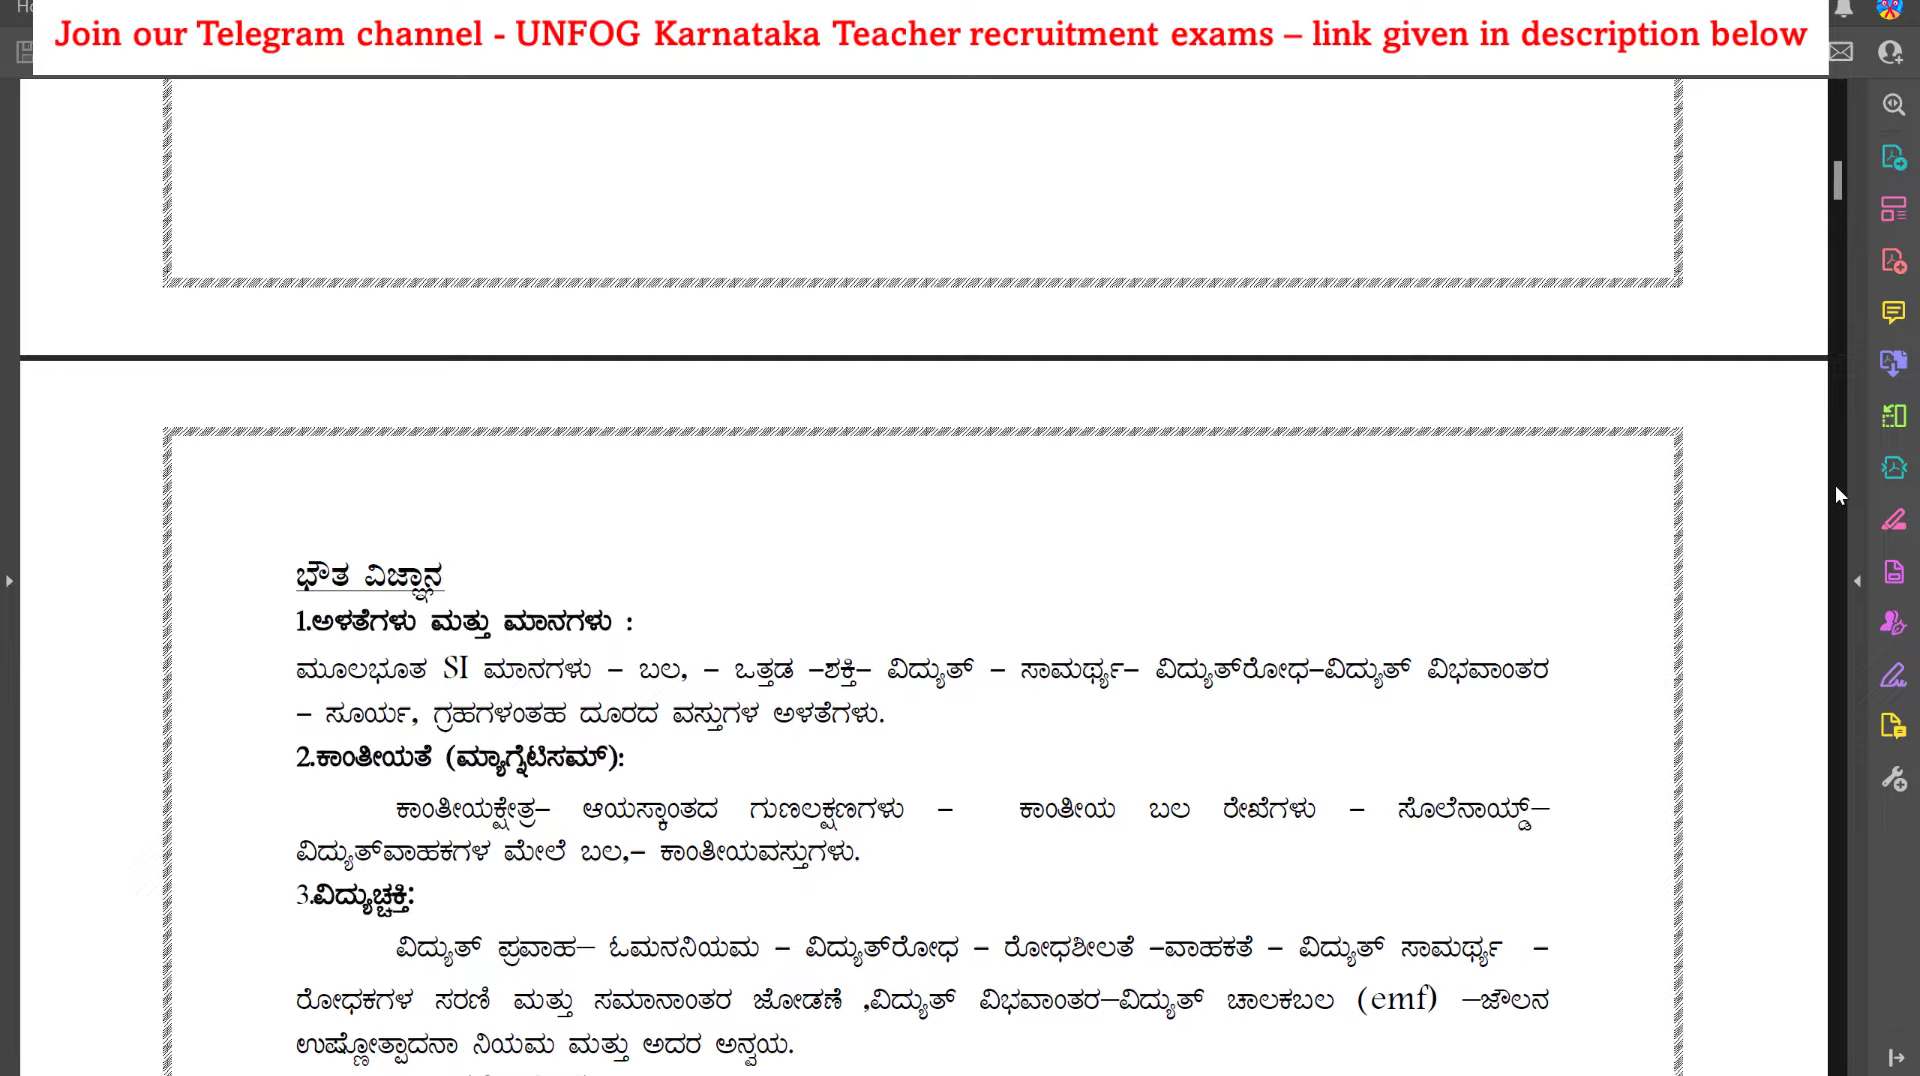 Join our Telegram channel - UNFOG Karnataka Teacher recruitment exams – link given in description below
ಭೌತ ವಿಜ್ಞಾನ
1.ಅಳತೆಗಳು ಮತ್ತು ಮಾನಗಳು :
ಮೂಲಭೂತ SI ಮಾನಗಳು – ಬಲ, – ಒತ್ತಡ –ಶಕ್ತಿ– ವಿದ್ಯುತ್ – ಸಾಮರ್ಥ್ಯ– ವಿದ್ಯುತ್‌ರೋಧ–ವಿದ್ಯುತ್ ವಿಭವಾಂತರ
– ಸೂರ್ಯ, ಗ್ರಹಗಳಂತಹ ದೂರದ ವಸ್ತುಗಳ ಅಳತೆಗಳು.
2.ಕಾಂತೀಯತೆ (ಮ್ಯಾಗ್ನೆಟಿಸಮ್):
ಕಾಂತೀಯಕ್ಷೇತ್ರ– ಆಯಸ್ಕಾಂತದ ಗುಣಲಕ್ಷಣಗಳು – ಕಾಂತೀಯ ಬಲ ರೇಖೆಗಳು – ಸೊಲೆನಾಯ್ಡ್–
ವಿದ್ಯುತ್‌ವಾಹಕಗಳ ಮೇಲೆ ಬಲ,– ಕಾಂತೀಯವಸ್ತುಗಳು.
3.ವಿದ್ಯುಚ್ಛಕ್ತಿ:
ವಿದ್ಯುತ್ ಪ್ರವಾಹ– ಓಮನನಿಯಮ – ವಿದ್ಯುತ್‌ರೋಧ – ರೋಧಶೀಲತೆ –ವಾಹಕತೆ – ವಿದ್ಯುತ್ ಸಾಮರ್ಥ್ಯ –
ರೋಧಕಗಳ ಸರಣಿ ಮತ್ತು ಸಮಾನಾಂತರ ಜೋಡಣೆ ,ವಿದ್ಯುತ್ ವಿಭವಾಂತರ–ವಿದ್ಯುತ್ ಚಾಲಕಬಲ (emf) –ಜೌಲನ
ಉಷ್ಣೋತ್ಪಾದನಾ ನಿಯಮ ಮತ್ತು ಅದರ ಅನ್ವಯ.